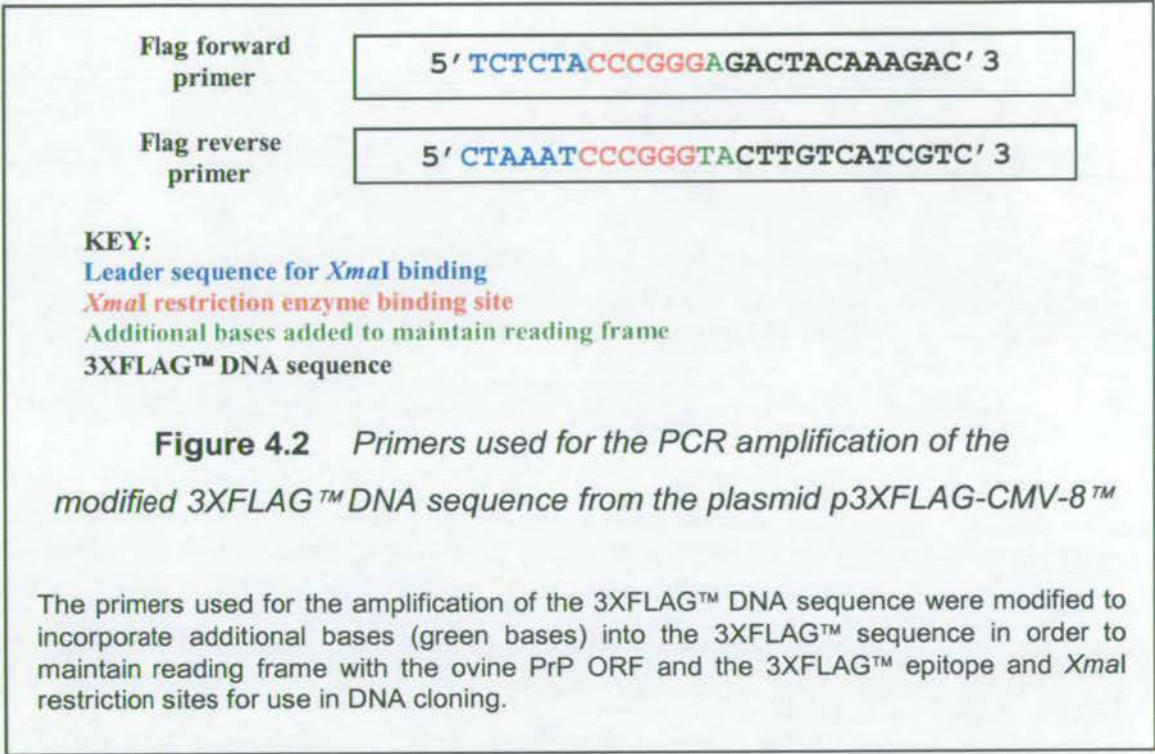 Flag forward
primer
5' TCTCTACCCGGGAGACTACAAAGAC' 3
Flag reverse
primer
5' CTAAATCCCGGGTACTTGTCATCGTC' 3
KEY:
Leader sequence for XmaI binding
XmaI restriction enzyme binding site
Additional bases added to maintain reading frame
3XFLAG™ DNA sequence
Figure 4.2 Primers used for the PCR amplification of the
modified 3XFLAG™ DNA sequence from the plasmid p3XFLAG-CMV-8™
The primers used for the amplification of the 3XFLAG™ DNA sequence were modified to
incorporate additional bases (green bases) into the 3XFLAG™ sequence in order to
maintain reading frame with the ovine PrP ORF and the 3XFLAG™ epitope and XmaI
restriction sites for use in DNA cloning.